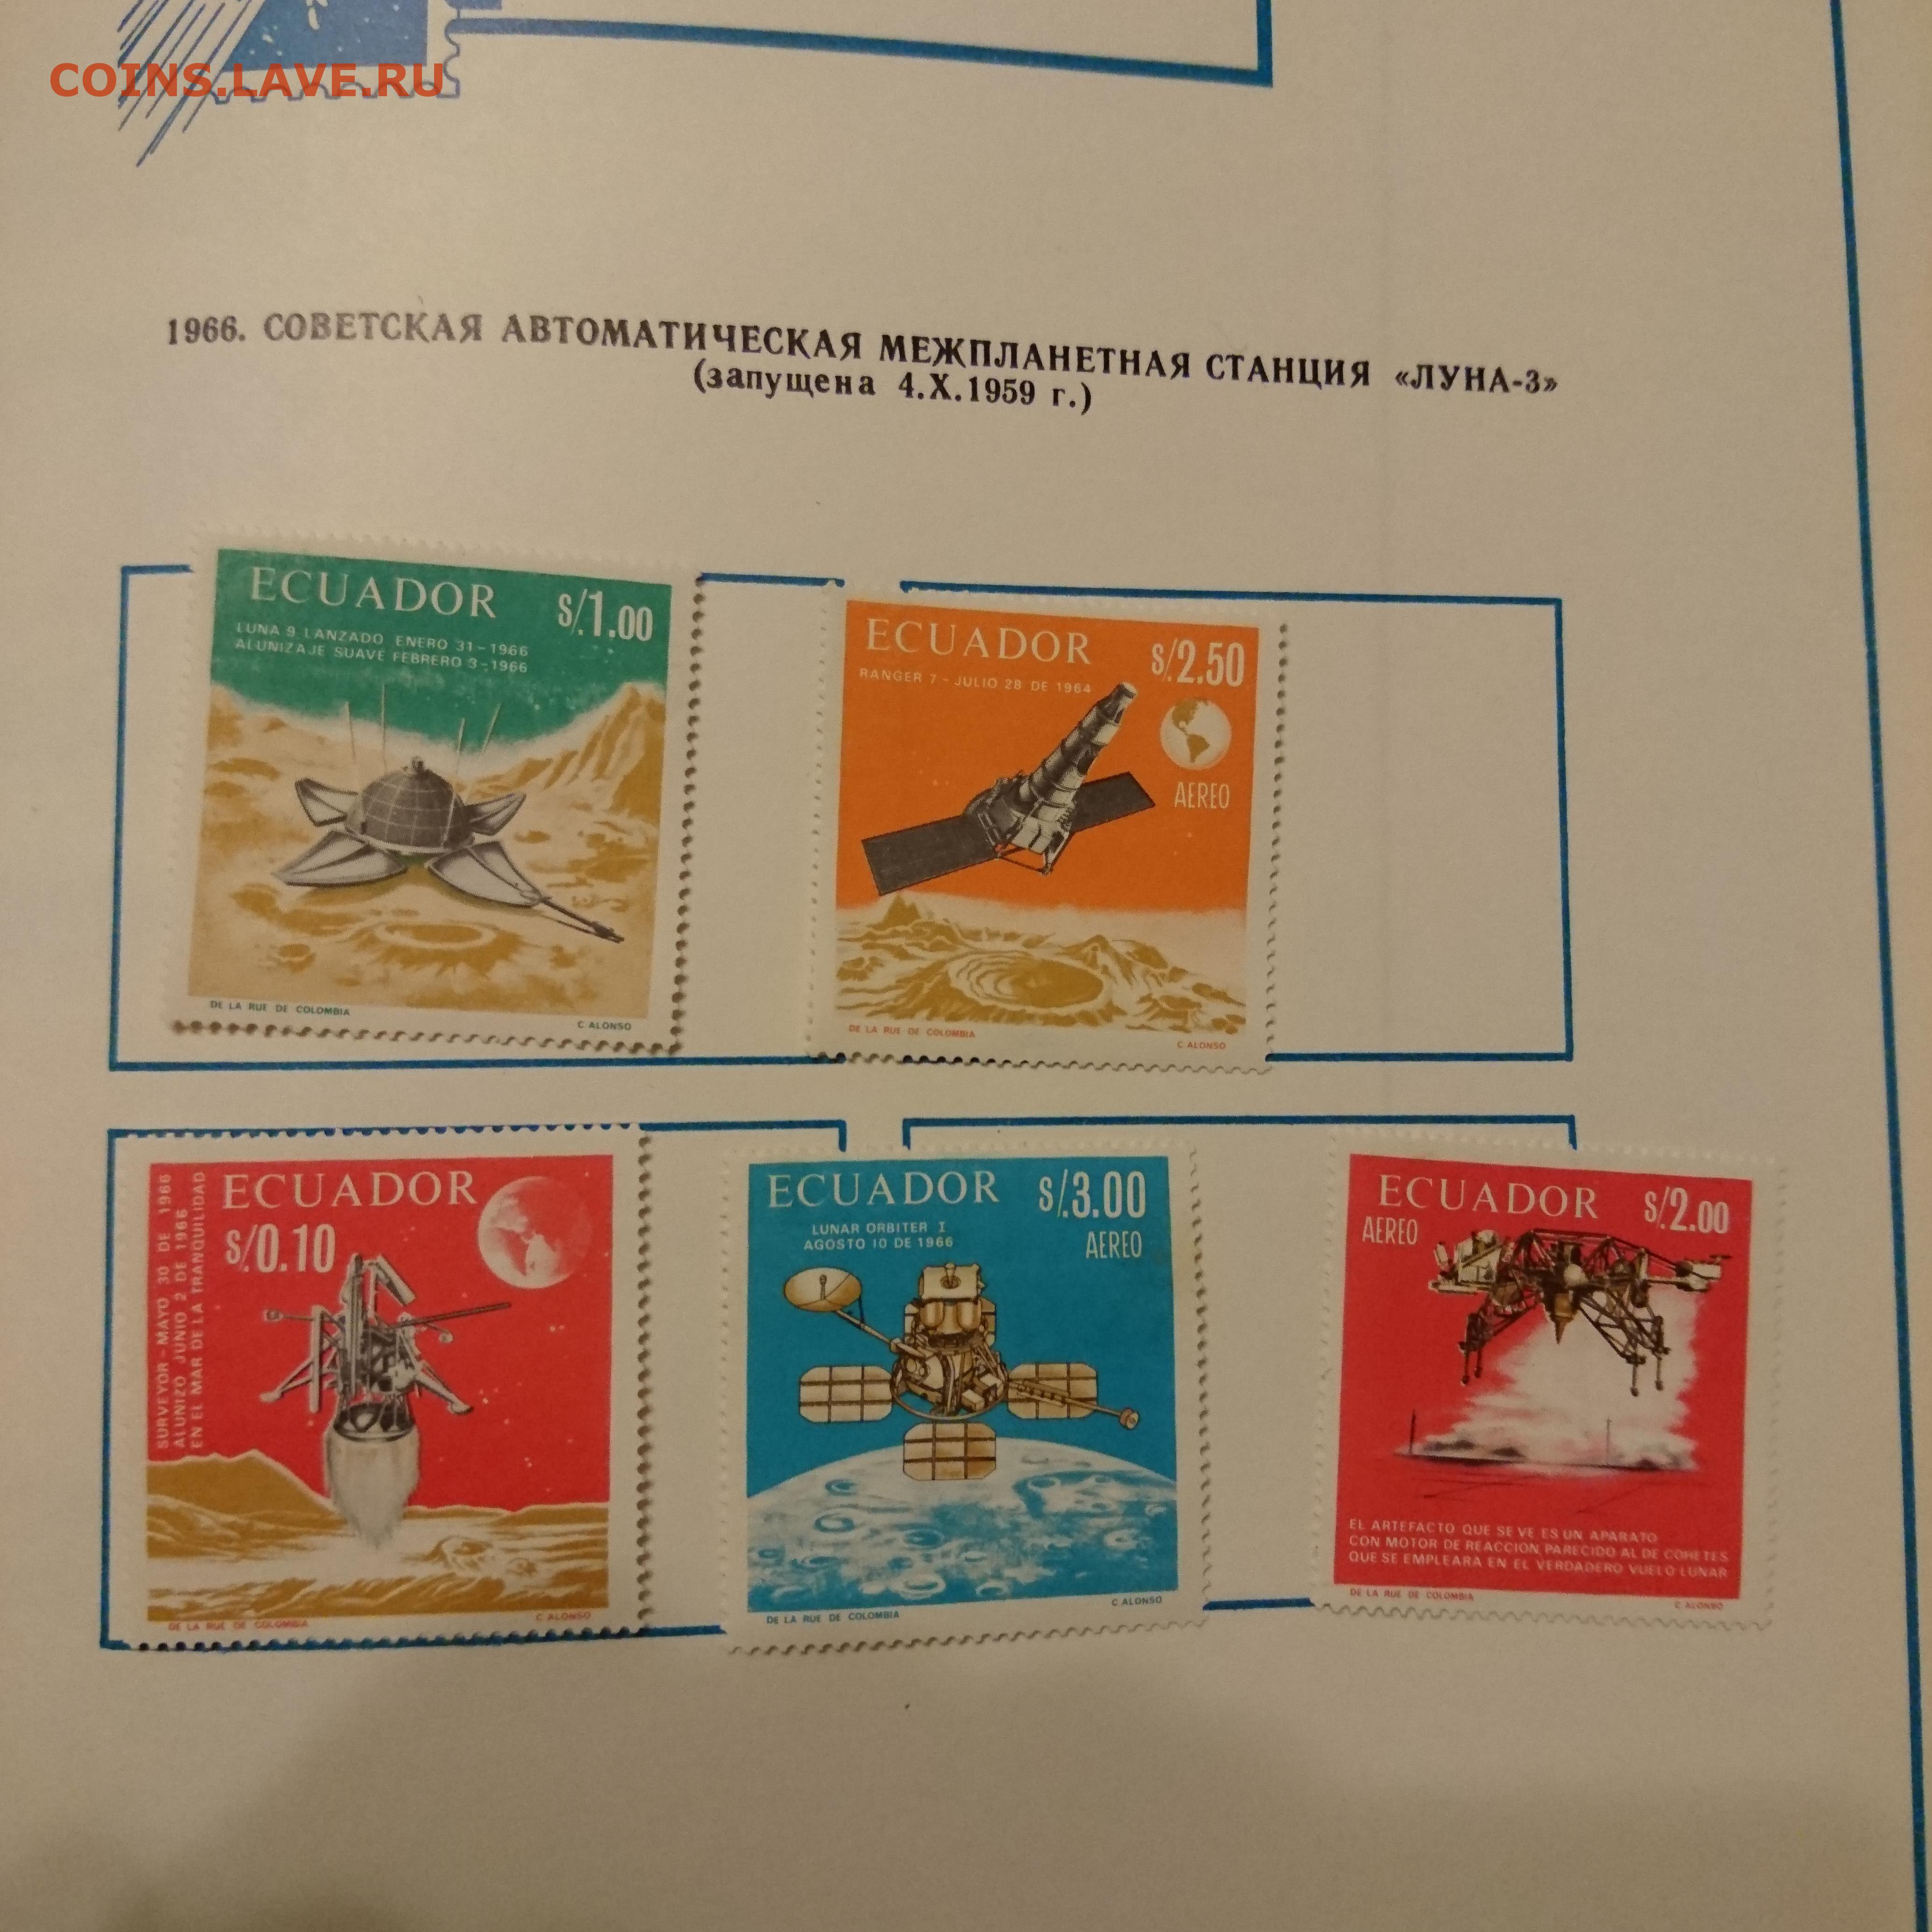 COINS.LAVE.RU
1966. СОВЕТСКАЯ АВТОМАТИЧЕСКАЯ МЕЖПЛАНЕТНАЯ СТАНЦИЯ «ЛУНА-3»
(запущена 4.X.1959 г.)
ECUADOR
S/.1.00
LUNA 9 LANZADO ENERO 31-1966
ALUNIZAJE SUAVE FEBRERO 3-1966
DE LA RUE DE COLOMBIA
C. ALONSO
ECUADOR
S/.2.50
RANGER 7 - JULIO 28 DE 1964
AEREO
DE LA RUE DE COLOMBIA
C. ALONSO
ECUADOR
S/.0.10
SURVEYOR - MAYO 30 DE 1966
ALUNIZO JUNIO 2 DE 1966
EN EL MAR DE LA TRANQUILIDAD
DE LA RUE DE COLOMBIA
C. ALONSO
ECUADOR
S/.3.00
LUNAR ORBITER I
AGOSTO 10 DE 1966
AEREO
DE LA RUE DE COLOMBIA
C. ALONSO
ECUADOR
AEREO
S/.2.00
EL ARTEFACTO QUE SE VE ES UN APARATO
CON MOTOR DE REACCION PARECIDO AL DE COHETES
QUE SE EMPLEARA EN EL VERDADERO VUELO LUNAR
DE LA RUE DE COLOMBIA
C. ALONSO